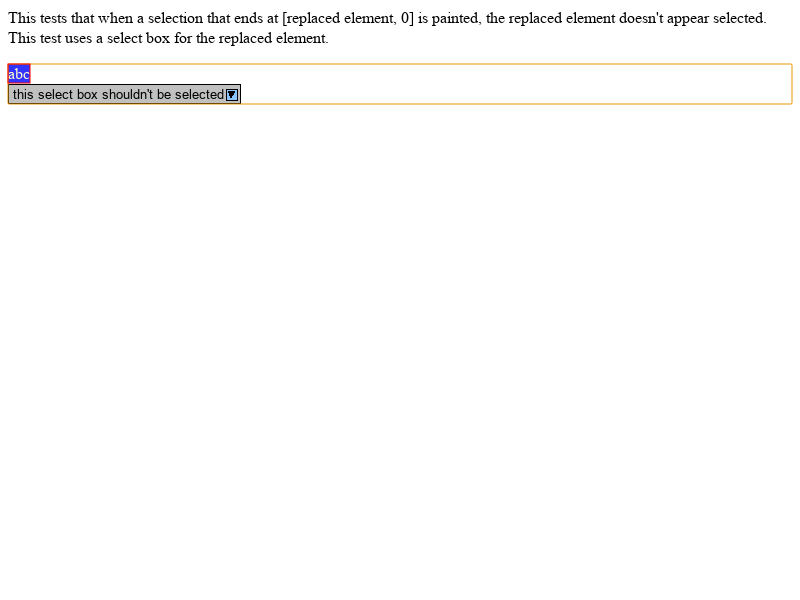 This tests that when a selection that ends at [replaced element, 0] is painted, the replaced element doesn't appear selected.
This test uses a select box for the replaced element.
abc
this select box shouldn't be selected